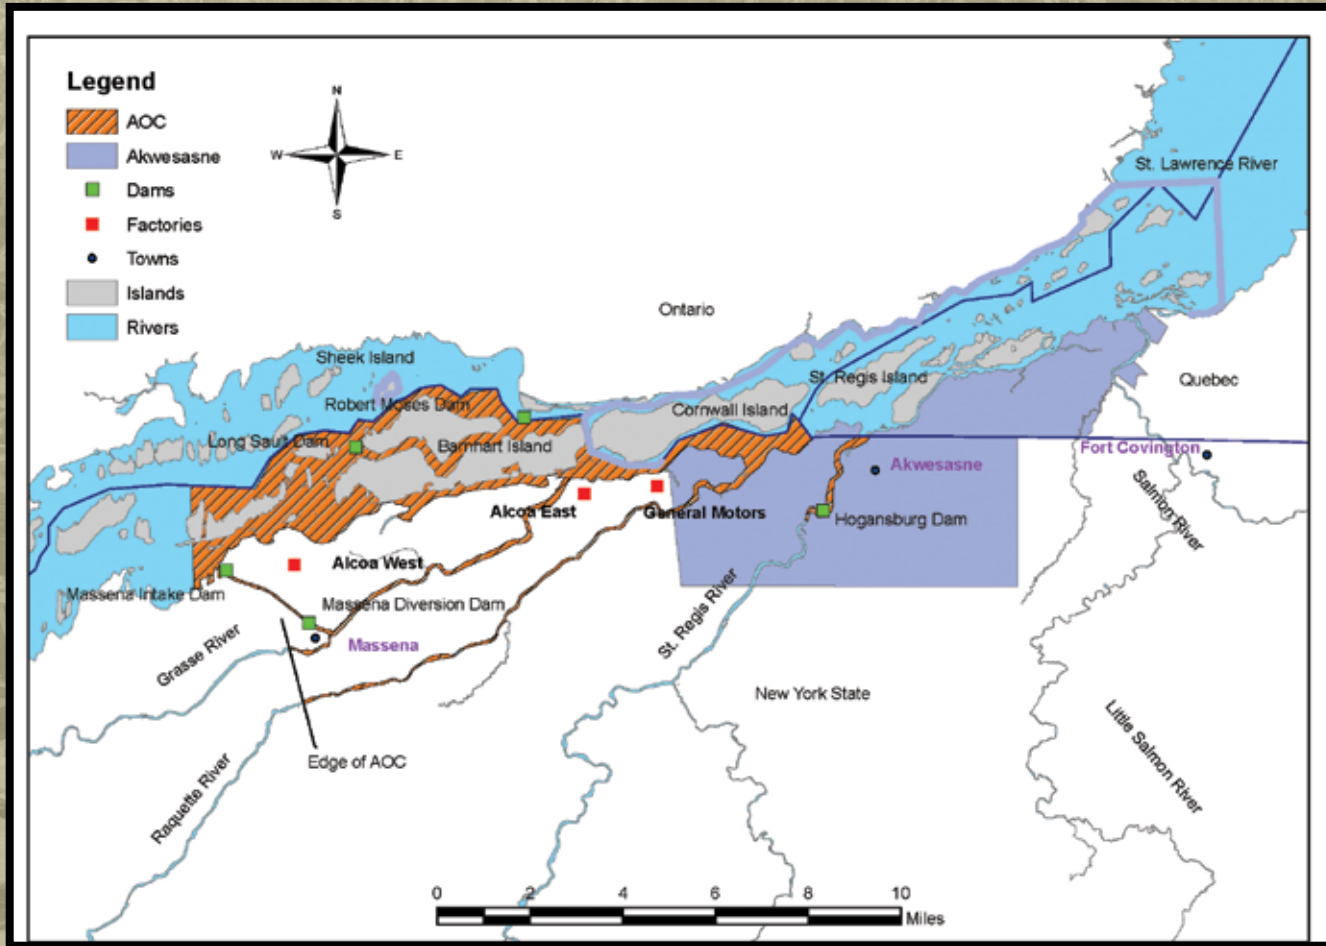 Legend
AOC
Akwesasne
Dams
Factories
Towns
Islands
Rivers
N
W
E
S
St. Lawrence River
Ontario
Sheek Island
Robert Moses Dam
Long Sault Dam
Barnhart Island
Cornwall Island
St. Regis Island
Quebec
Akwesasne
Fort Covington
Alcoa East
General Motors
Hogansburg Dam
Salmon River
Alcoa West
Massena Intake Dam
Massena Diversion Dam
Massena
Grasse River
St. Regis River
New York State
Little Salmon River
Edge of AOC
Raquette River
0 2 4 6 8 10
Miles